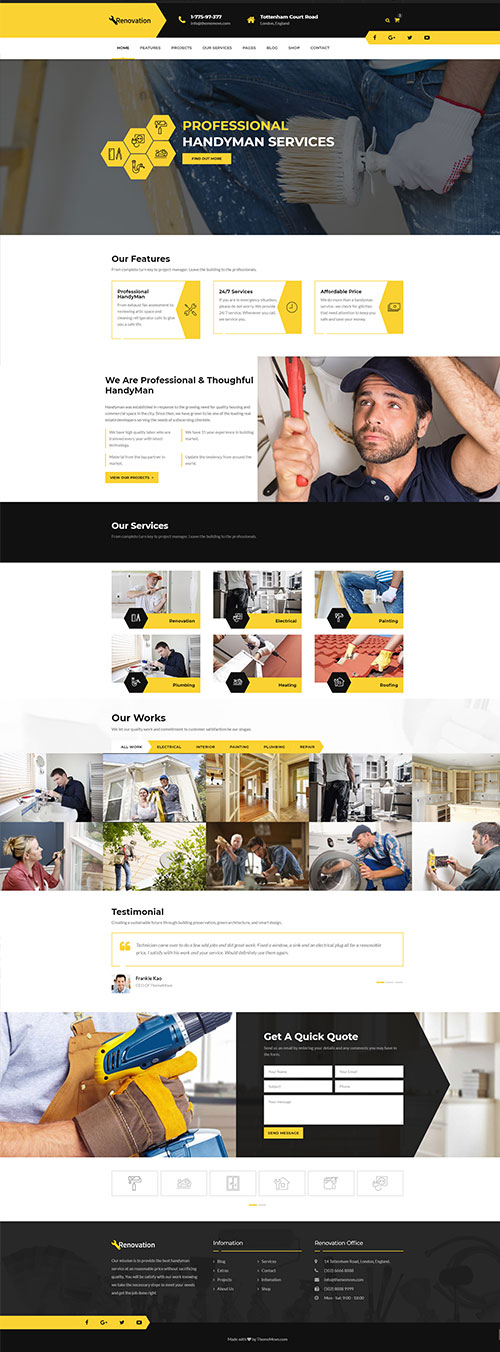 Renovation
1-775-97-377
info@thememove.com
Tottenham Court Road
London, England
0
HOME FEATURES PROJECTS OUR SERVICES PAGES BLOG SHOP CONTACT
PROFESSIONAL
HANDYMAN SERVICES
FIND OUT MORE
Our Features
From complete turn key to project manager. Leave the building to the professionals.
Professional
HandyMan
From exhaust fan assessment to
reviewing attic space and
cleaning refrigerator coils to give
you a safe life.
24/7 Services
If you are in emergency situation,
please do not worry. We provide
24/7 service. Whenever you call,
we service you.
Affordable Price
We do more than a handyman
service: we check for glitches
that need attention to keep you
safe and save your money.
We Are Professional & Thoughful
HandyMan
Handyman was established in response to the growing need for quality housing and
commercial space in the city. Since then, we have grown to be one of the leading real
estate developers serving the needs of a discerning clientele.
We have high quality labor who are
trained every year with latest
technology.
We have 15 year experience in building
market.
Material from the top partner in
market.
Update the tendency from around the
world.
VIEW OUR PROJECTS >
Our Services
From complete turn key to project manager. Leave the building to the professionals.
Renovation
Electrical
Painting
Plumbing
Heating
Roofing
Our Works
We let our quality work and commitment to customer satisfaction be our slogan.
ALL WORK ELECTRICAL INTERIOR PAINTING PLUMBING REPAIR
Testimonial
Creating a sustainable future through building preservation, green architecture, and smart design.
Technician came over to do a few odd jobs and did great work. Fixed a window, a sink and an electrical plug all for a reasonable
price. I satisfy with his work and your service. Would definitely use them again.
Frankie Kao
CEO OF ThemeMove
Get A Quick Quote
Send us an email by entering your details and any comments you may have in
the form.
Your Name
Your Email
Subject
Phone
Your message
SEND MESSAGE
Renovation
Our mission is to provide the best handyman
service at as reasonable price without sacrificing
quality. You will be satisfy with our work knowing
we take the necessary steps to meet your needs
and get the job done right
Infomation
Blog
Extras
Projects
About Us
Services
Contact
Infomation
Shop
Renovation Office
14 Tottenham Road, London, England.
(102) 6666 8888
info@thememove.com
(102) 8888 9999
Mon - Sat: 9:00 - 18:00
Made with ♥ by ThemeMove.com